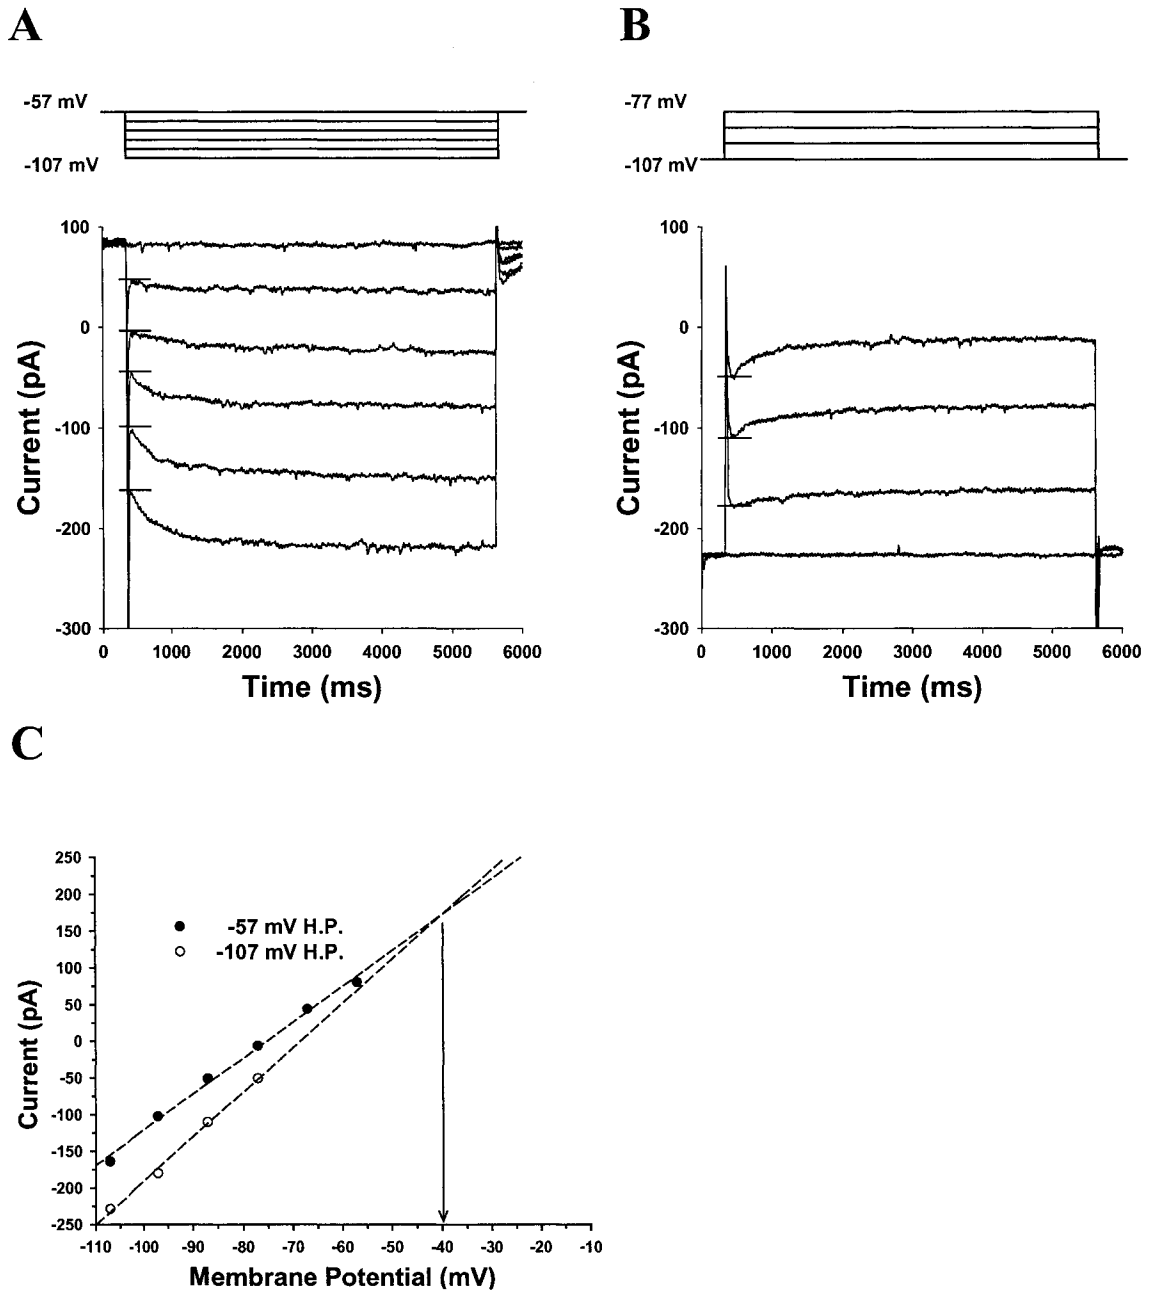 A
B
-57 mV
-107 mV
-77 mV
-107 mV
100
0
-100
-200
-300
Current (pA)
0 1000 2000 3000 4000 5000 6000
Time (ms)
100
0
-100
-200
-300
Current (pA)
0 1000 2000 3000 4000 5000 6000
Time (ms)
C
250
200
150
100
50
0
-50
-100
-150
-200
-250
Current (pA)
-57 mV H.P.
-107 mV H.P.
-110 -100 -90 -80 -70 -60 -50 -40 -30 -20 -10
Membrane Potential (mV)